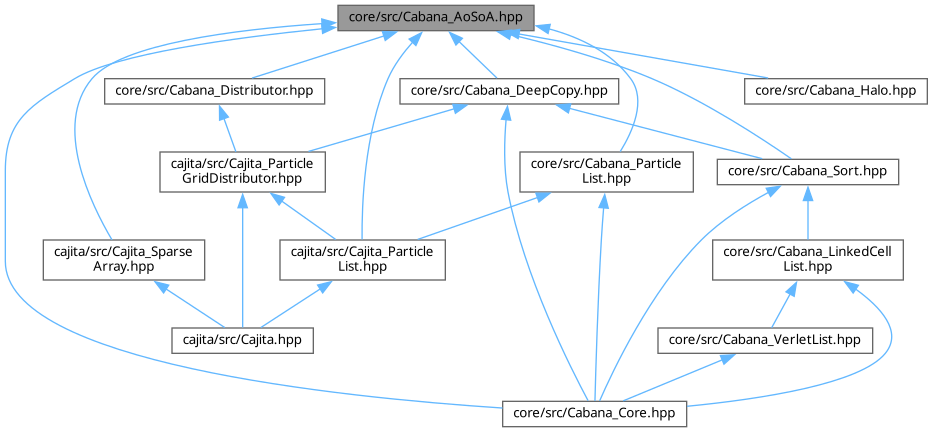 core/src/Cabana_AoSoA.hpp
core/src/Cabana_Distributor.hpp
core/src/Cabana_DeepCopy.hpp
core/src/Cabana_Halo.hpp
cajita/src/Cajita_Particle
GridDistributor.hpp
core/src/Cabana_Particle
List.hpp
core/src/Cabana_Sort.hpp
cajita/src/Cajita_Sparse
Array.hpp
cajita/src/Cajita_Particle
List.hpp
core/src/Cabana_LinkedCell
List.hpp
cajita/src/Cajita.hpp
core/src/Cabana_VerletList.hpp
core/src/Cabana_Core.hpp